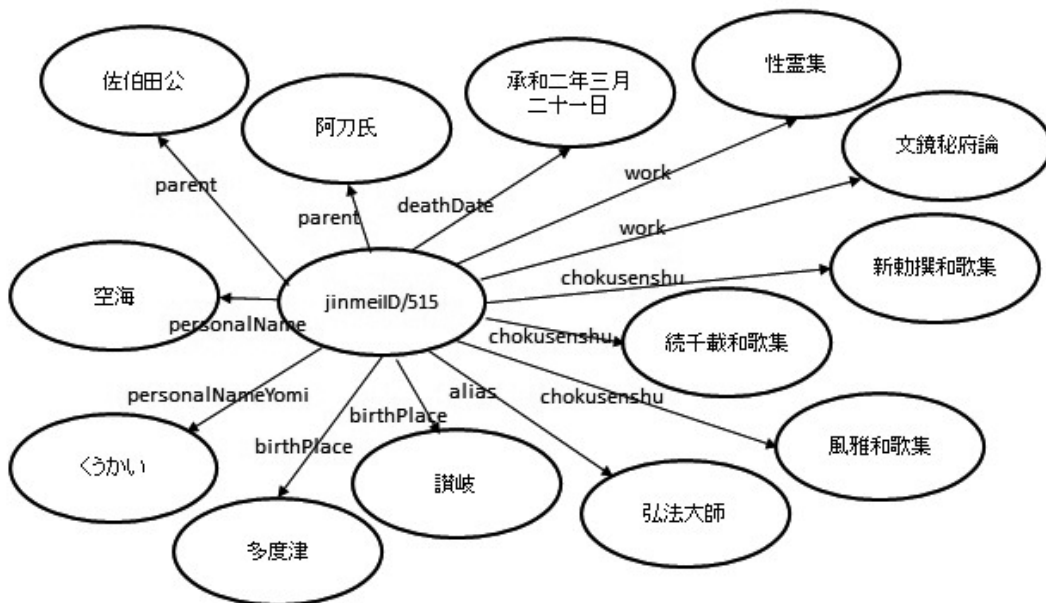 佐伯田公
阿刀氏
承和二年三月
二十一日
性霊集
文鏡秘府論
parent
parent
deathDate
work
work
新勅撰和歌集
空海
jinmeiID/515
chokusenshu
personalName
chokusenshu
続千載和歌集
personalNameYomi
alias
chokusenshu
birthPlace
birthPlace
くうかい
讃岐
風雅和歌集
弘法大師
多度津